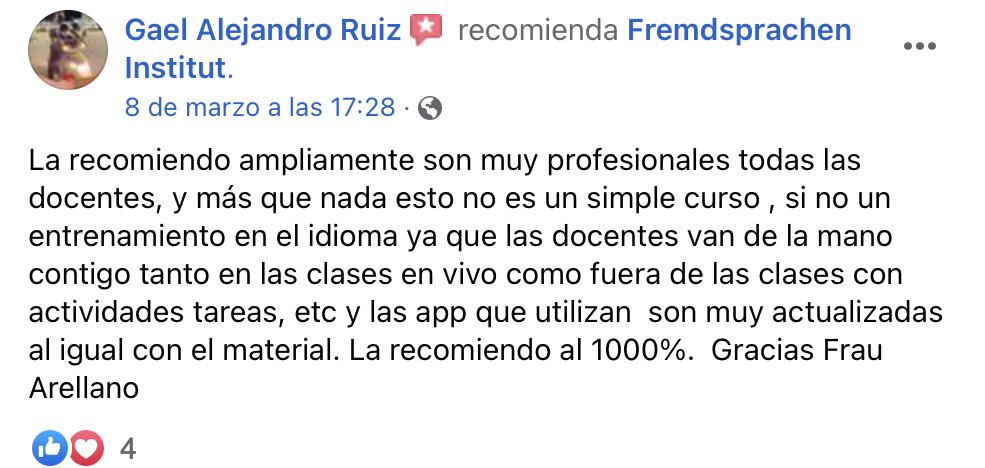 Gael Alejandro Ruiz recomienda Fremdsprachen
Institut.
8 de marzo a las 17:28 ·
La recomiendo ampliamente son muy profesionales todas las
docentes, y más que nada esto no es un simple curso , si no un
entrenamiento en el idioma ya que las docentes van de la mano
contigo tanto en las clases en vivo como fuera de las clases con
actividades tareas, etc y las app que utilizan  son muy actualizadas
al igual con el material. La recomiendo al 1000%.  Gracias Frau
Arellano
4